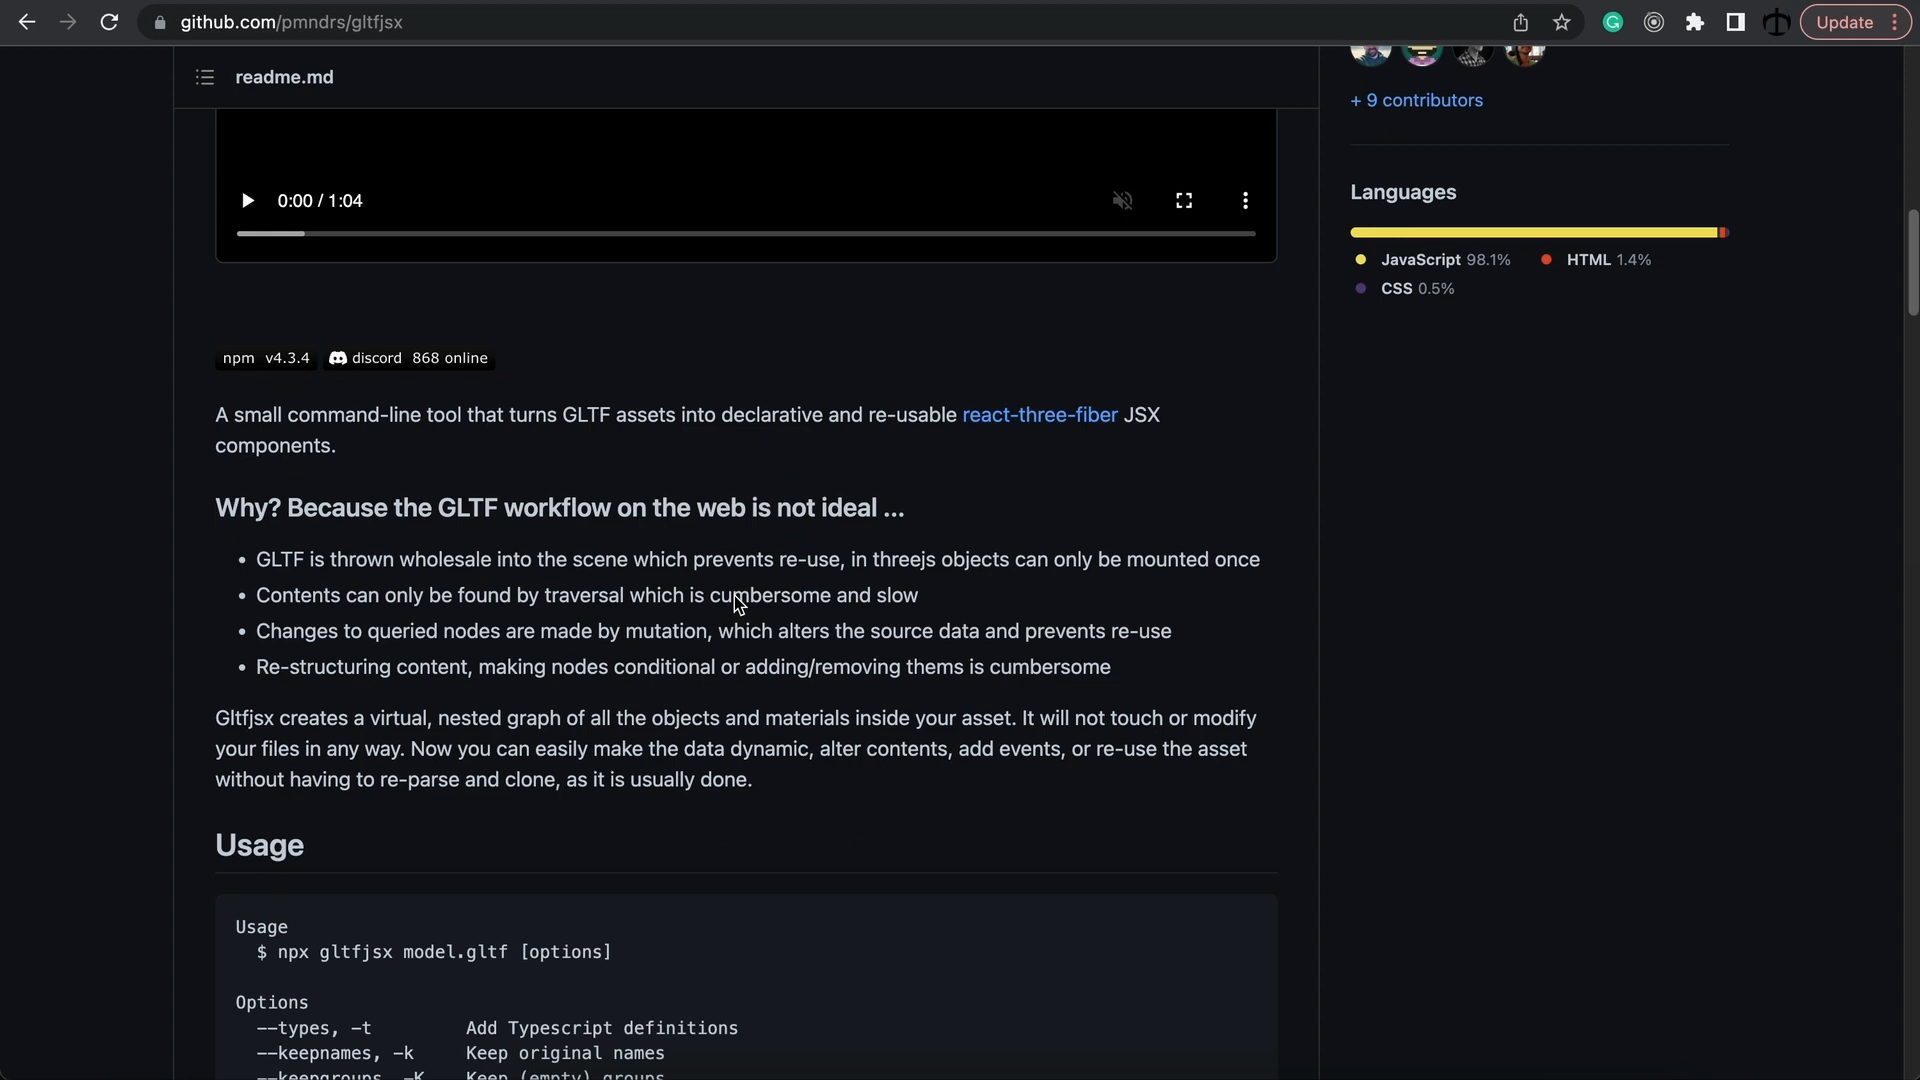 github.com/pmndrs/gltfjsx
Update
readme.md
+ 9 contributors
0:00 / 1:04
Languages
JavaScript 98.1% HTML 1.4%
CSS 0.5%
npm v4.3.4 discord 868 online
A small command-line tool that turns GLTF assets into declarative and re-usable react-three-fiber JSX
components.
Why? Because the GLTF workflow on the web is not ideal ...
• GLTF is thrown wholesale into the scene which prevents re-use, in threejs objects can only be mounted once
• Contents can only be found by traversal which is cumbersome and slow
• Changes to queried nodes are made by mutation, which alters the source data and prevents re-use
• Re-structuring content, making nodes conditional or adding/removing thems is cumbersome
Gltfjsx creates a virtual, nested graph of all the objects and materials inside your asset. It will not touch or modify
your files in any way. Now you can easily make the data dynamic, alter contents, add events, or re-use the asset
without having to re-parse and clone, as it is usually done.
Usage
Usage
$ npx gltfjsx model.gltf [options]
Options
--types, -t Add Typescript definitions
--keepnames, -k Keep original names
--keepgroups, -K Keep (empty) groups